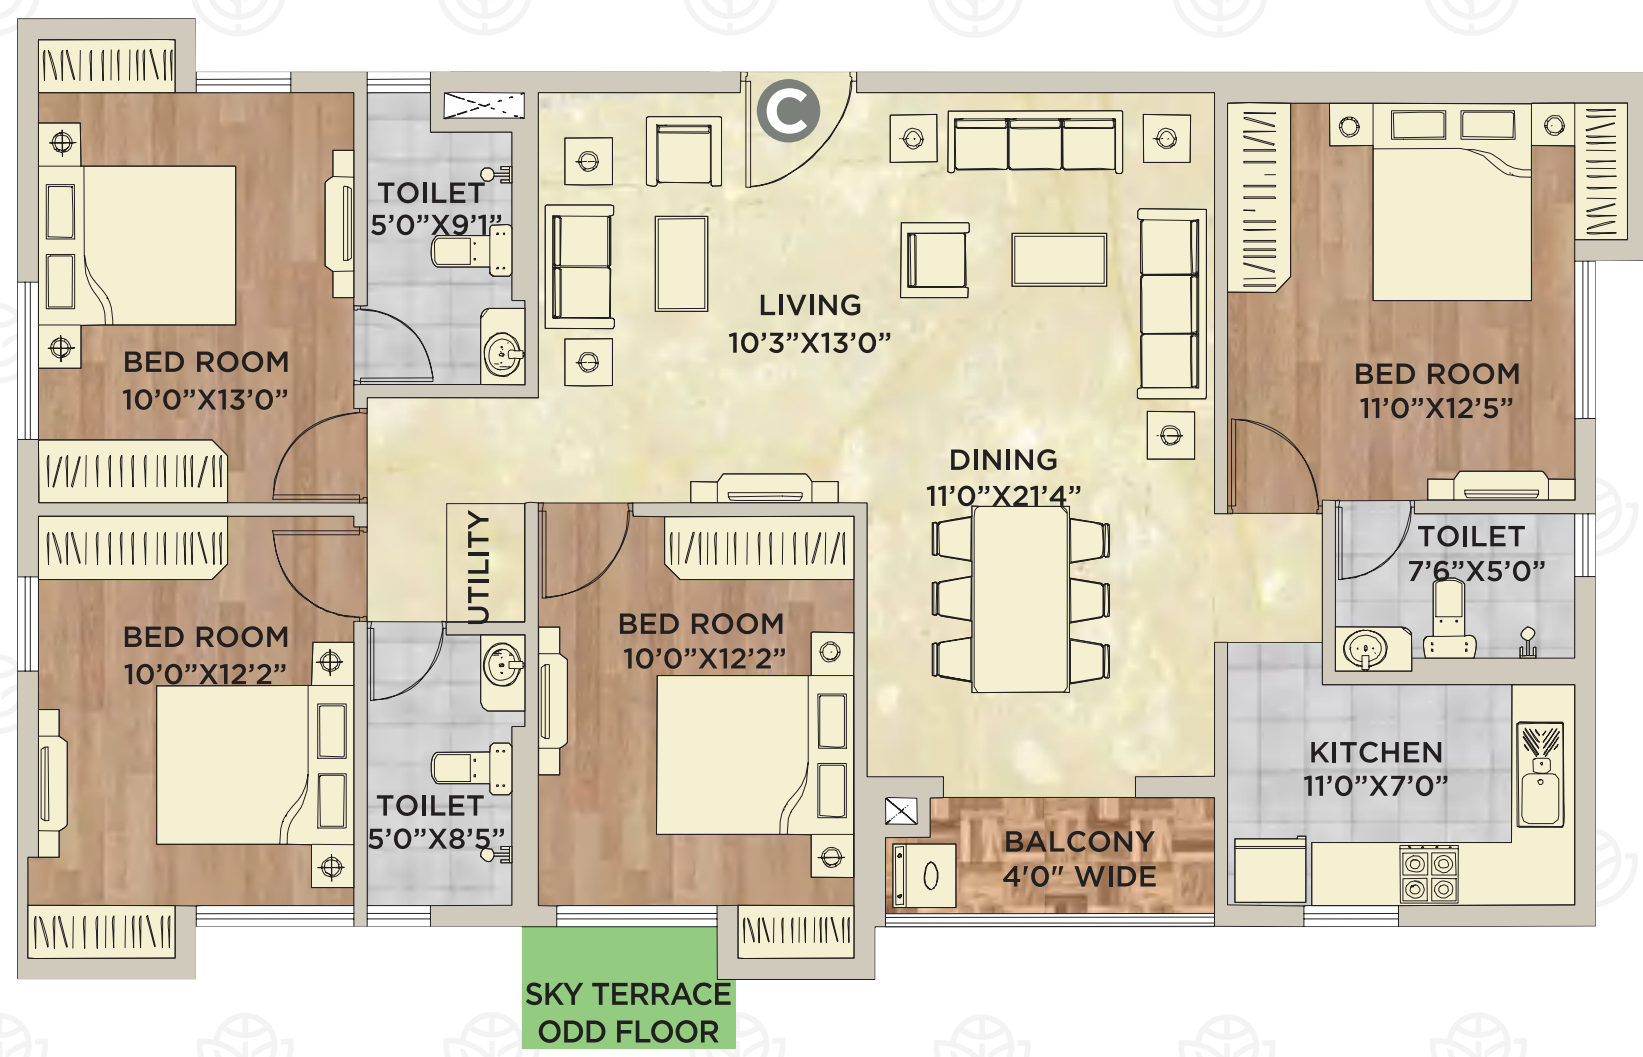 C
TOILET
5'0”X9'1”
LIVING
10'3”X13'0”
BED ROOM
10'0”X13'0”
BED ROOM
11'0”X12'5”
DINING
11'0”X21'4”
UTILITY
TOILET
7'6”X5'0”
BED ROOM
10'0”X12'2”
BED ROOM
10'0”X12'2”
KITCHEN
11'0”X7'0”
TOILET
5'0”X8'5”
BALCONY
4'0" WIDE
SKY TERRACE
ODD FLOOR